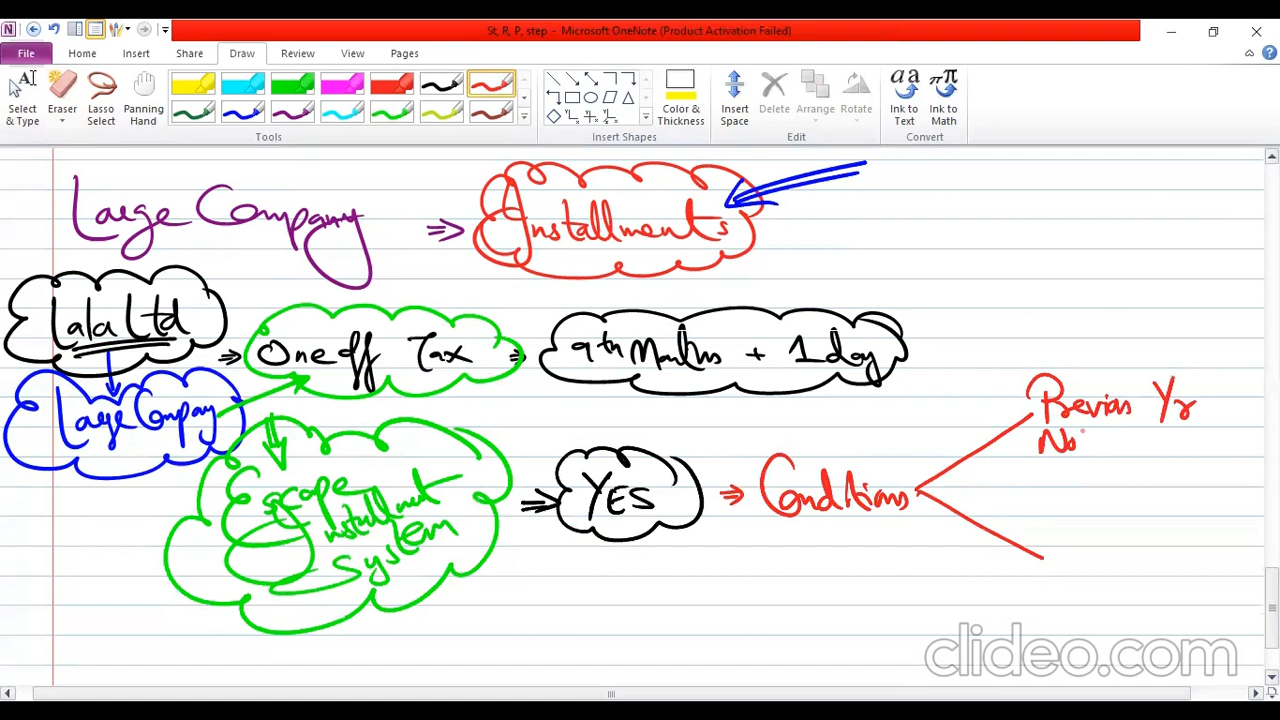 St, R, P, step - Microsoft OneNote (Product Activation Failed)
File Home Insert Share Draw Review View Pages
Select & Type Eraser Lasso Select Panning Hand Color & Thickness Insert Space Delete Arrange Rotate Ink to Text Ink to Math
Tools Insert Shapes Edit Convert
Large Company ⇒ Installments
Lala Ltd ⇒ One off Tax ⇒ 9th Months + 1 day
Large Compay
Previous Yr
No
Escape installment system ⇒ YES ⇒ Conditions
clideo.com